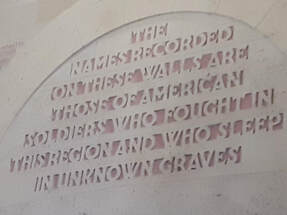 THE
NAMES RECORDED
ON THESE WALLS ARE
THOSE OF AMERICAN
SOLDIERS WHO FOUGHT IN
THIS REGION AND WHO SLEEP
IN UNKNOWN GRAVES